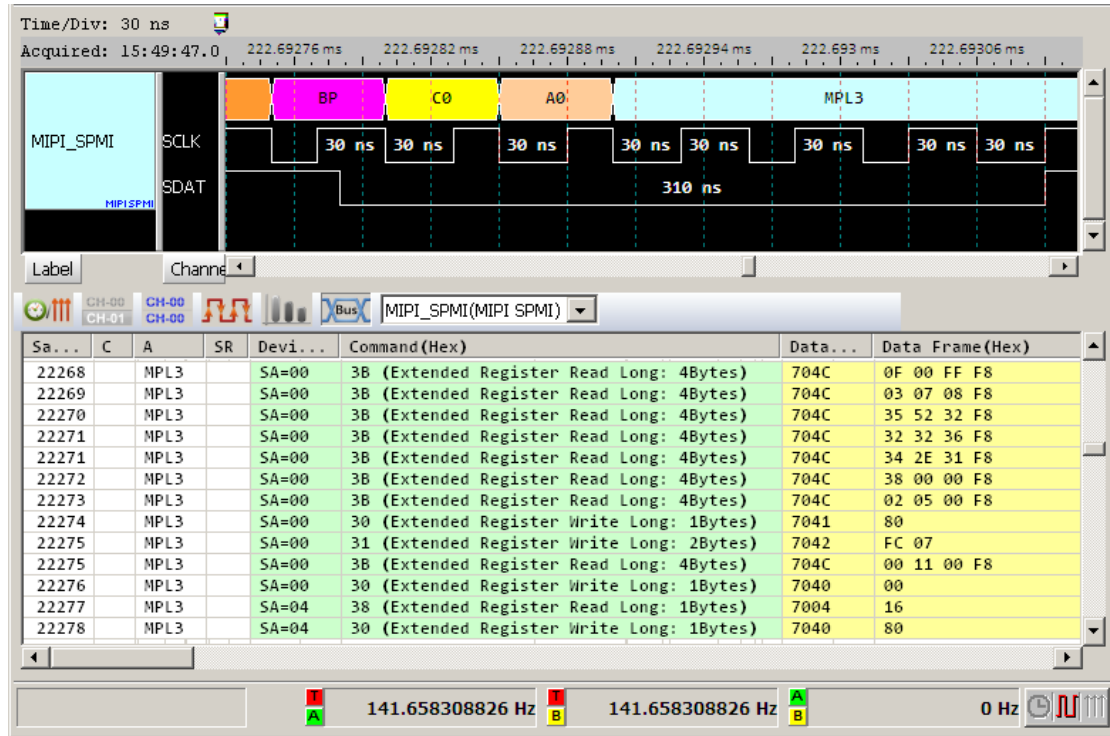 Time/Div: 30 ns
Acquired: 15:49:47.0 222.69276 ms 222.69282 ms 222.69288 ms 222.69294 ms 222.693 ms 222.69306 ms
BP C0 A0 MPL3
MIPI_SPMI SCLK 30 ns 30 ns 30 ns 30 ns 30 ns 30 ns 30 ns 30 ns
SDAT 310 ns
MIPI SPMI
Label Channe
CH-00 CH-01 CH-00 CH-00 Bus MIPI_SPMI(MIPI SPMI)
Sa... C A SR Devi... Command(Hex) Data... Data Frame(Hex)
22268 MPL3 SA=00 3B (Extended Register Read Long: 4Bytes) 704C 0F 00 FF F8
22269 MPL3 SA=00 3B (Extended Register Read Long: 4Bytes) 704C 03 07 08 F8
22270 MPL3 SA=00 3B (Extended Register Read Long: 4Bytes) 704C 35 52 32 F8
22271 MPL3 SA=00 3B (Extended Register Read Long: 4Bytes) 704C 32 32 36 F8
22271 MPL3 SA=00 3B (Extended Register Read Long: 4Bytes) 704C 34 2E 31 F8
22272 MPL3 SA=00 3B (Extended Register Read Long: 4Bytes) 704C 38 00 00 F8
22273 MPL3 SA=00 3B (Extended Register Read Long: 4Bytes) 704C 02 05 00 F8
22274 MPL3 SA=00 30 (Extended Register Write Long: 1Bytes) 7041 80
22275 MPL3 SA=00 31 (Extended Register Write Long: 2Bytes) 7042 FC 07
22275 MPL3 SA=00 3B (Extended Register Read Long: 4Bytes) 704C 00 11 00 F8
22276 MPL3 SA=00 30 (Extended Register Write Long: 1Bytes) 7040 00
22277 MPL3 SA=04 38 (Extended Register Read Long: 1Bytes) 7004 16
22278 MPL3 SA=04 30 (Extended Register Write Long: 1Bytes) 7040 80
T A 141.658308826 Hz T B 141.658308826 Hz A B 0 Hz